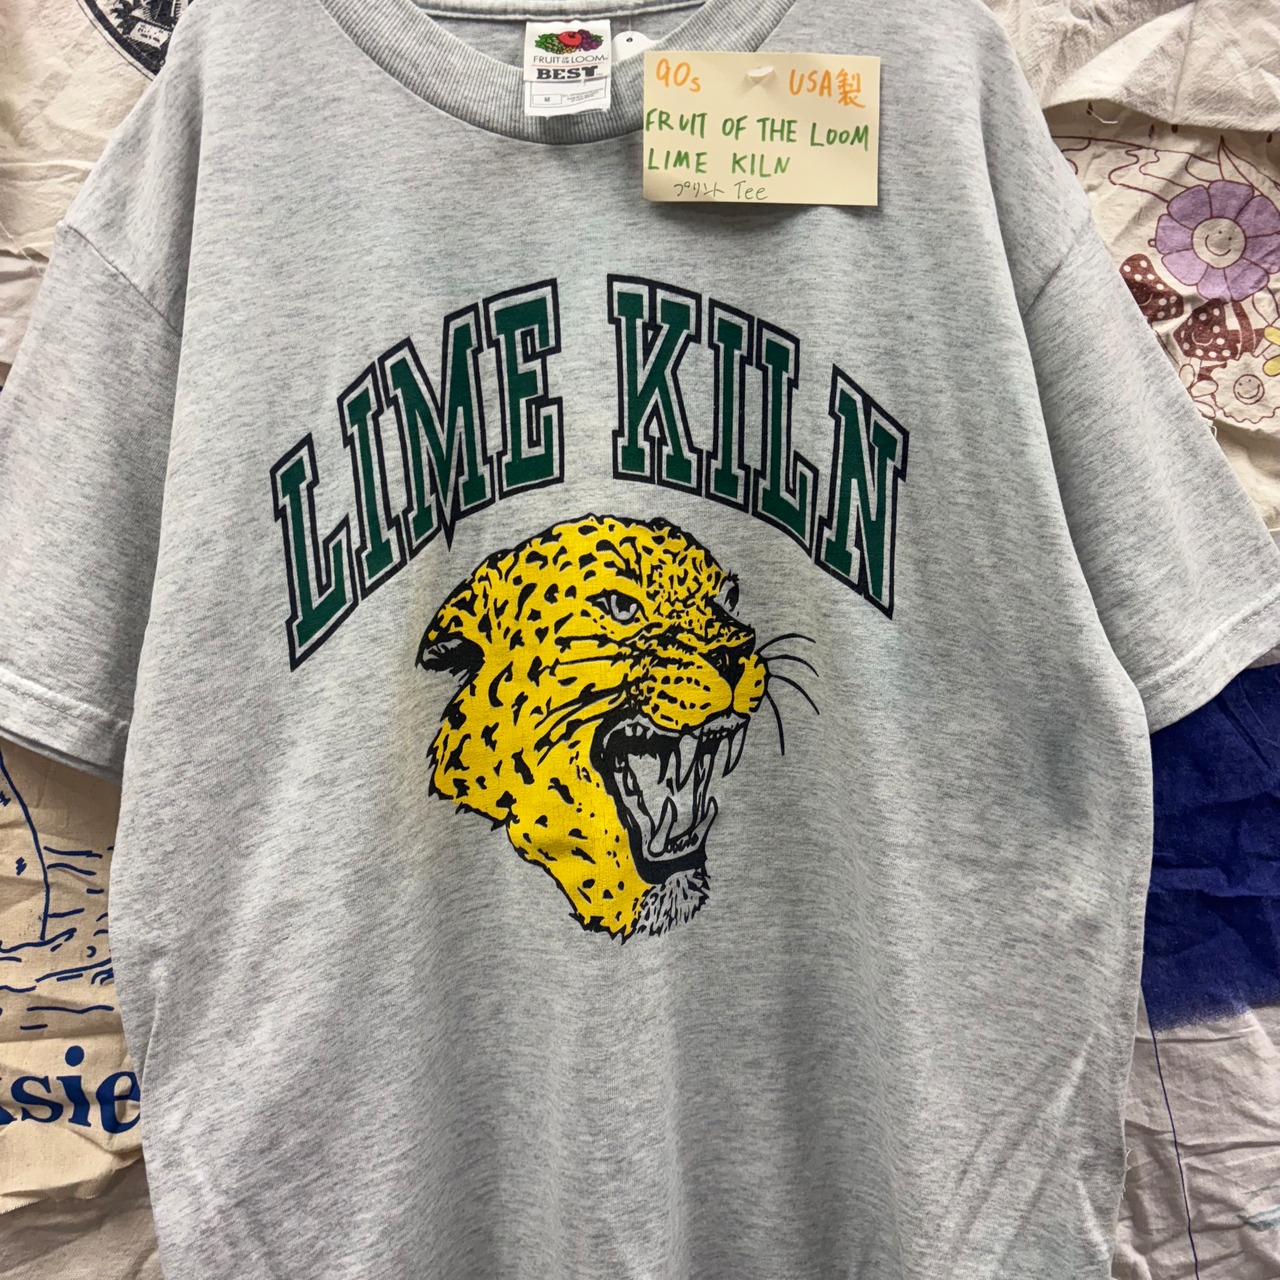 FRUIT OF THE LOOM
BEST
M
90s USA製
FRUIT OF THE LOOM
LIME KILN
プリント Tee
LIME KILN
ksie